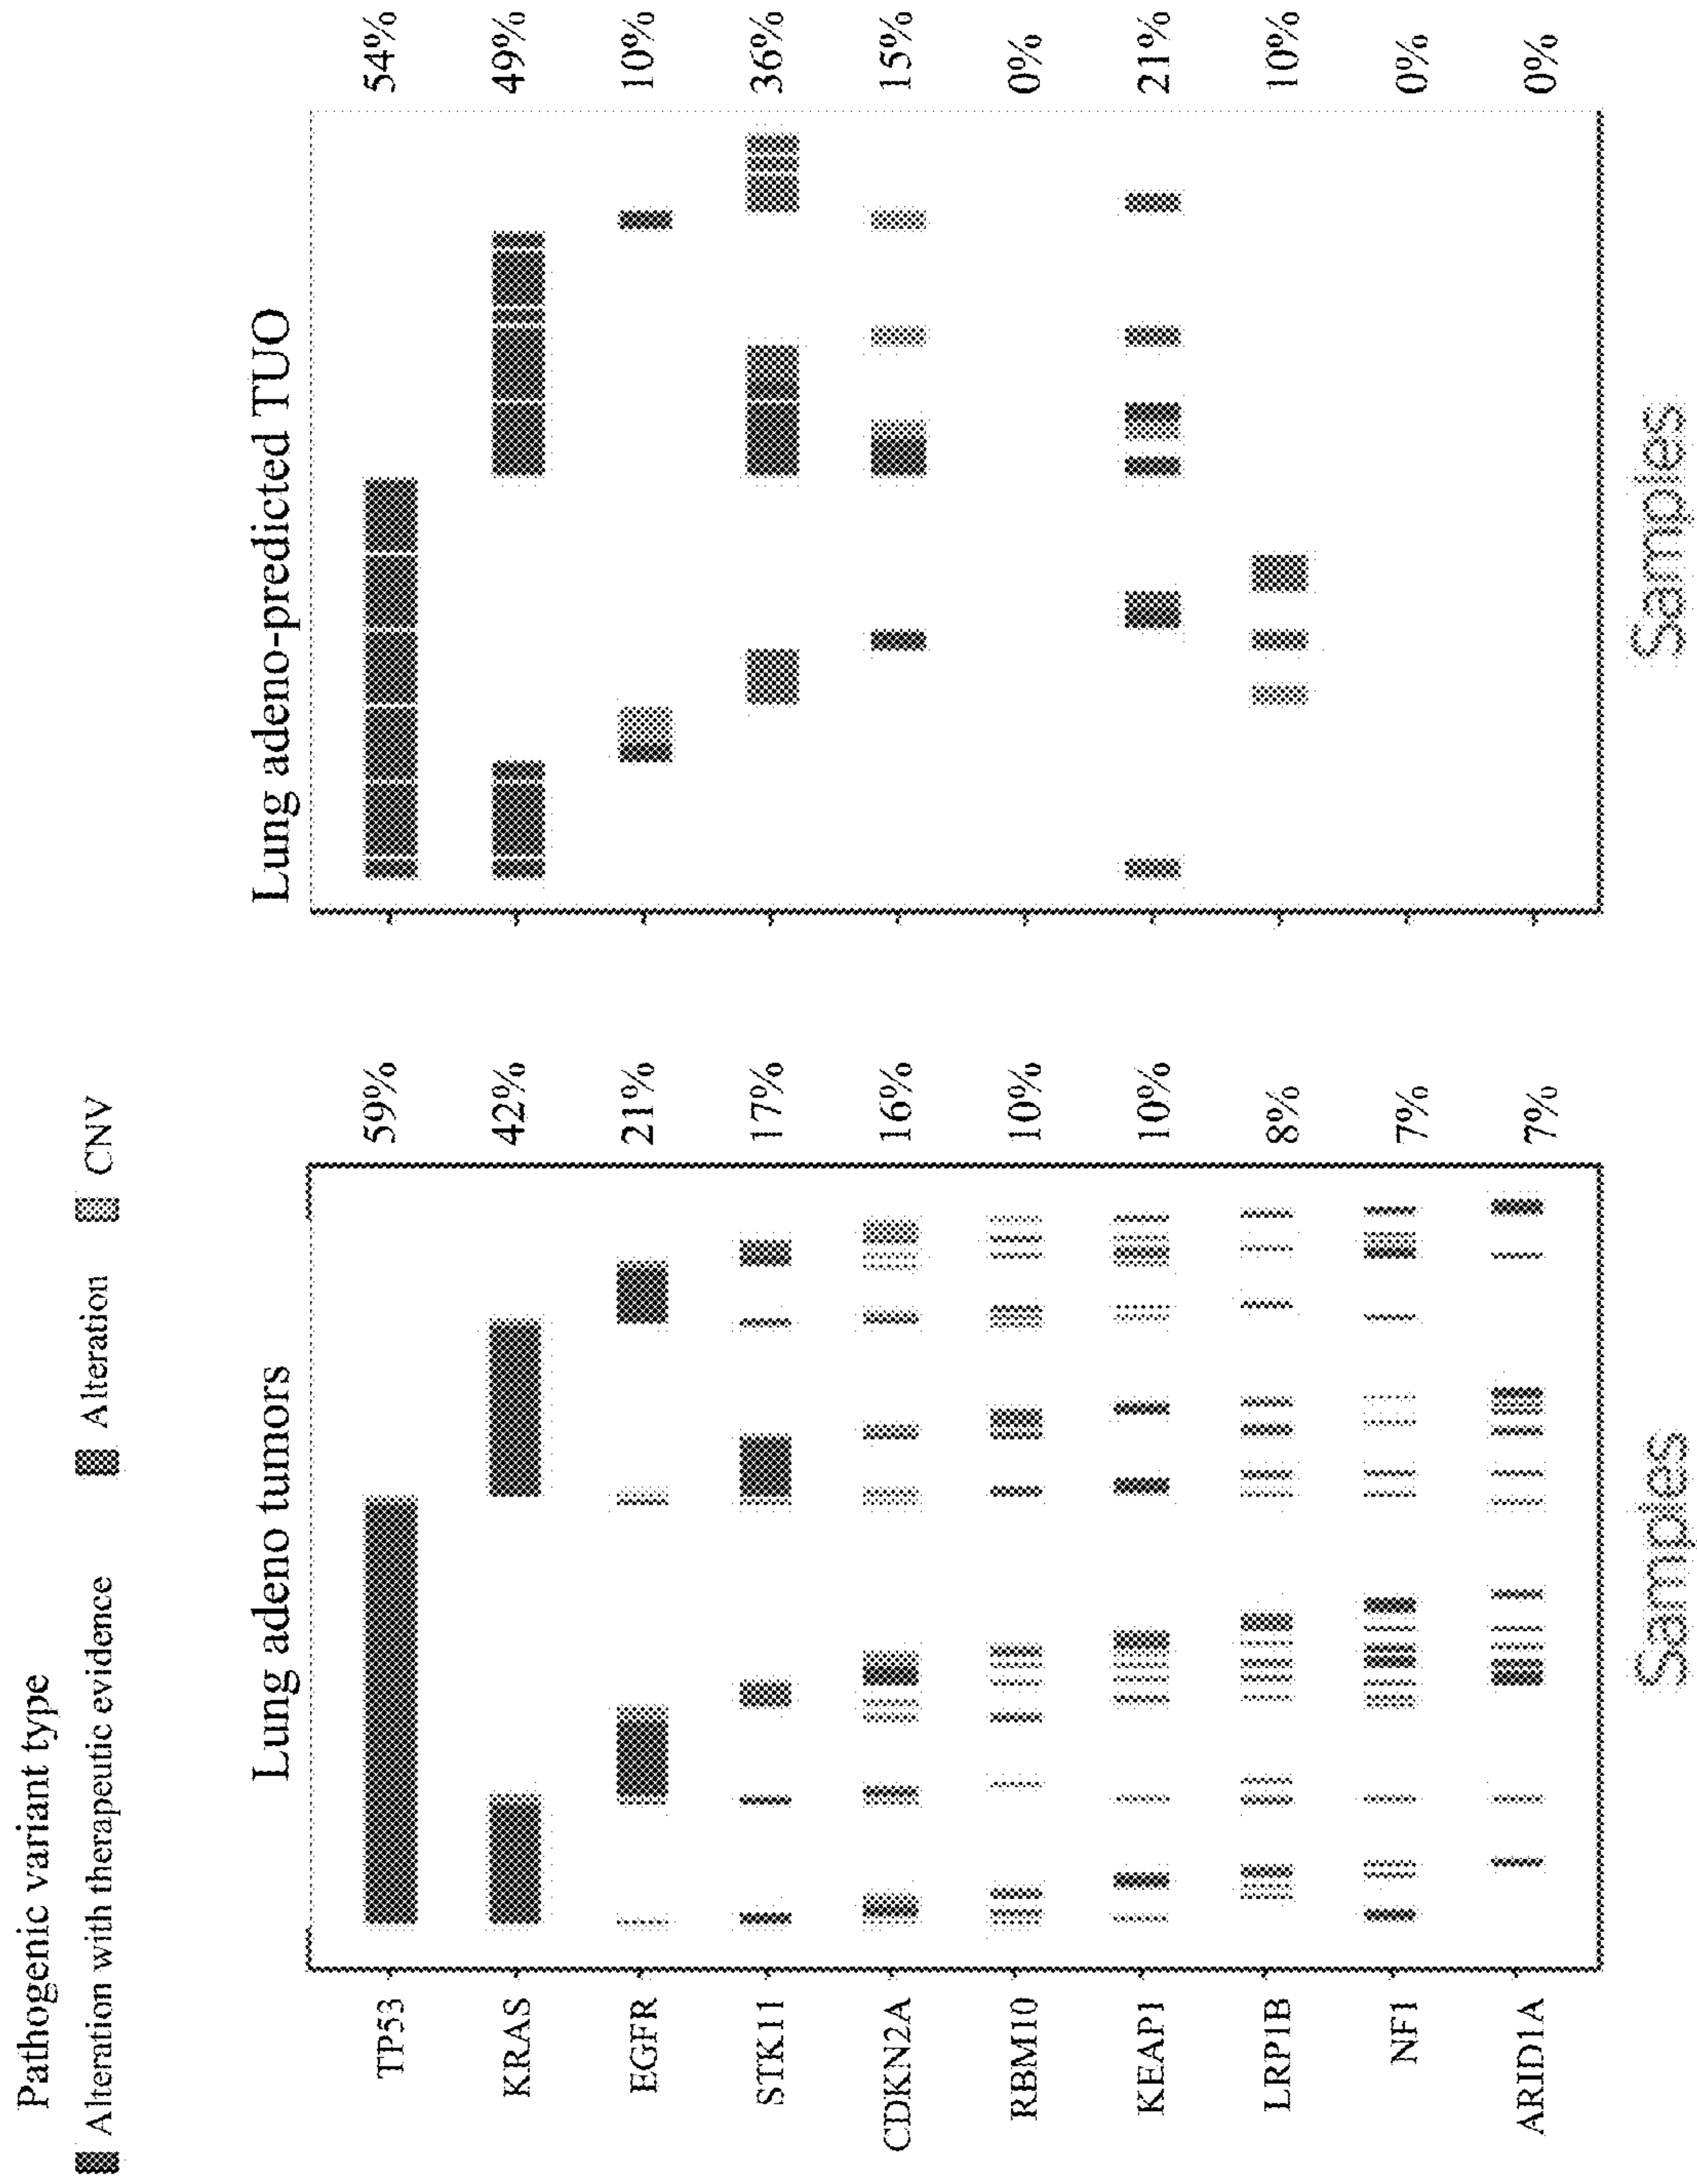 Pathogenic variant type
Alteration with therapeutic evidence Alteration CNV
Lung adeno tumors Lung adeno-predicted TUO
TP53 59% 54%
KRAS 42% 49%
EGFR 21% 10%
STK11 17% 36%
CDKN2A 16% 15%
RBM10 10% 0%
KEAP1 10% 21%
LRP1B 8% 10%
NF1 7% 0%
ARID1A 7% 0%
Samples Samples